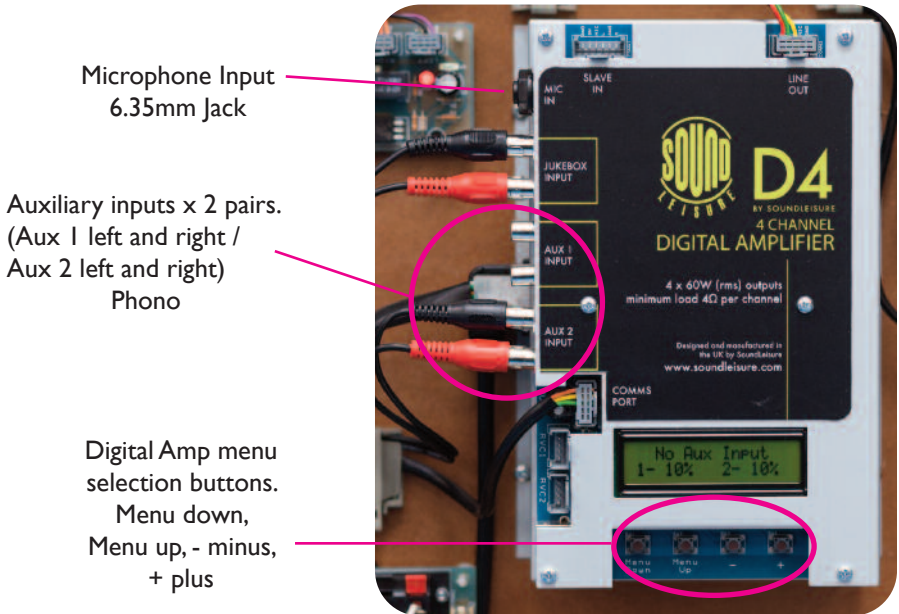 Microphone Input
6.35mm Jack
Auxiliary inputs x 2 pairs.
(Aux 1 left and right /
Aux 2 left and right)
Phono
Digital Amp menu
selection buttons.
Menu down,
Menu up, - minus,
+ plus
SLAVE
IN
LINE
OUT
MIC
IN
JUKEBOX
INPUT
AUX 1
INPUT
AUX 2
INPUT
SOUND
LEISURE
D4
BY SOUNDLEISURE
4 CHANNEL
DIGITAL AMPLIFIER
4 x 60W (rms) outputs
minimum load 4Ω per channel
Designed and manufactured in
the UK by SoundLeisure
www.soundleisure.com
COMMS
PORT
RVC1
RVC2
No Aux Input
1- 10% 2- 10%
Menu
Down
Menu
Up
-
+